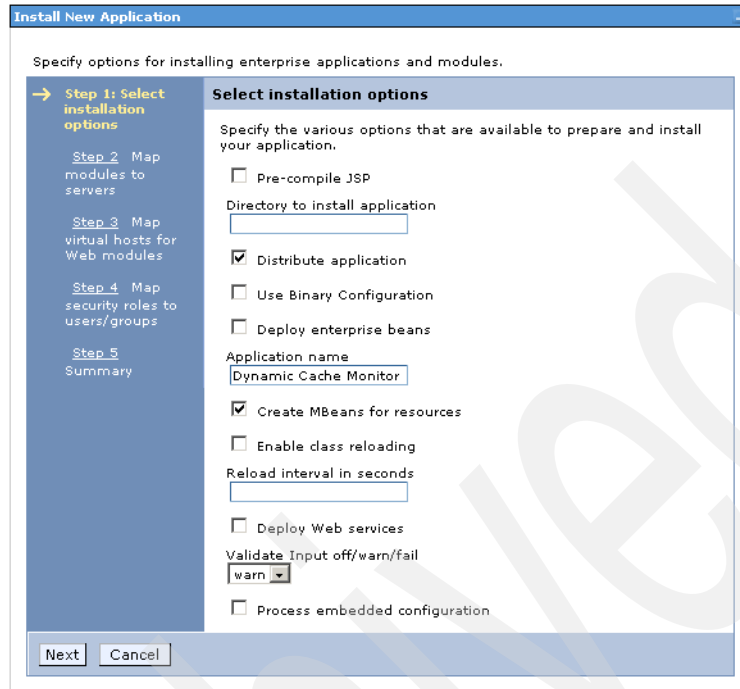 Install New Application
Specify options for installing enterprise applications and modules.
Step 1: Select
installation
options
Step 2 Map
modules to
servers
Step 3 Map
virtual hosts for
Web modules
Step 4 Map
security roles to
users/groups
Step 5
Summary
Select installation options
Specify the various options that are available to prepare and install
your application.
Pre-compile JSP
Directory to install application
Distribute application
Use Binary Configuration
Deploy enterprise beans
Application name
Dynamic Cache Monitor
Create MBeans for resources
Enable class reloading
Reload interval in seconds
Deploy Web services
Validate Input off/warn/fail
warn
Process embedded configuration
Next Cancel